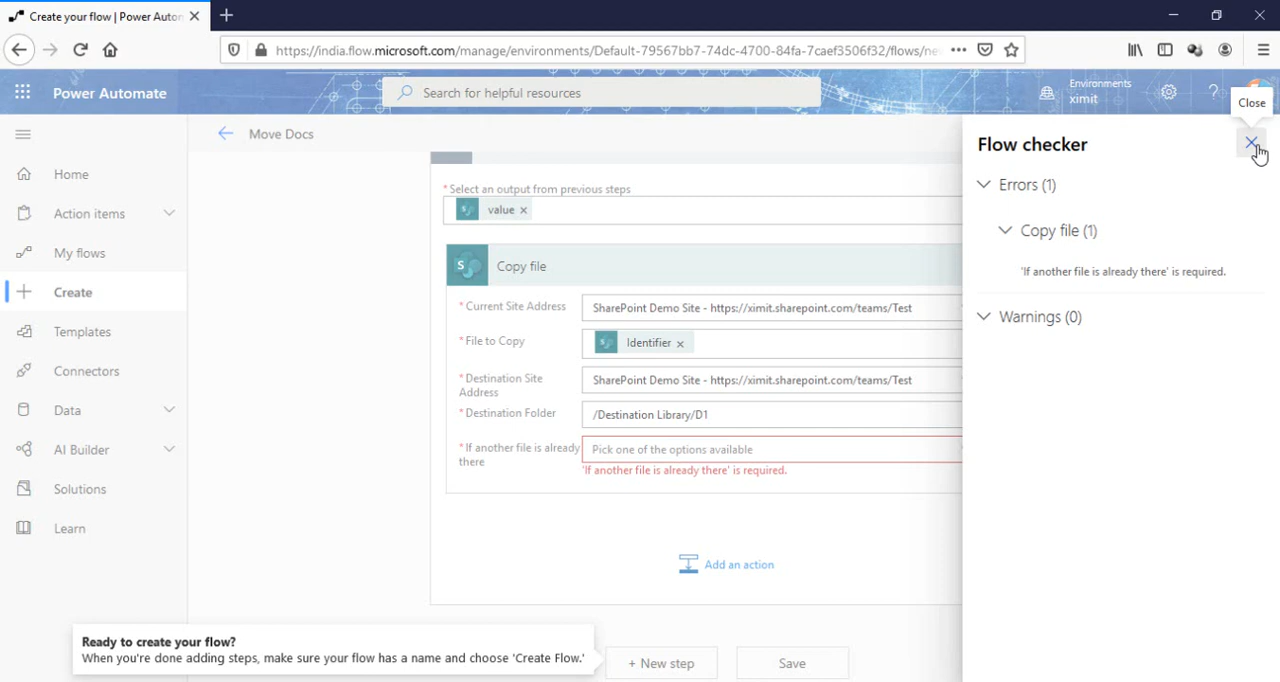 Create your flow | Power Autom
https://india.flow.microsoft.com/manage/environments/Default-79567bb7-74dc-4700-84fa-7caef3506f32/flows/ne
Power Automate
Search for helpful resources
Environments
ximit
?
Close
Move Docs
Home
Action items
My flows
Create
Templates
Connectors
Data
AI Builder
Solutions
Learn
* Select an output from previous steps
value ×
S
Copy file
* Current Site Address
SharePoint Demo Site - https://ximit.sharepoint.com/teams/Test
* File to Copy
Identifier ×
* Destination Site
Address
SharePoint Demo Site - https://ximit.sharepoint.com/teams/Test
* Destination Folder
/Destination Library/D1
* If another file is already
there
Pick one of the options available
'If another file is already there' is required.
Add an action
Ready to create your flow?
When you're done adding steps, make sure your flow has a name and choose 'Create Flow.'
+ New step
Save
Flow checker
Errors (1)
Copy file (1)
'If another file is already there' is required.
Warnings (0)